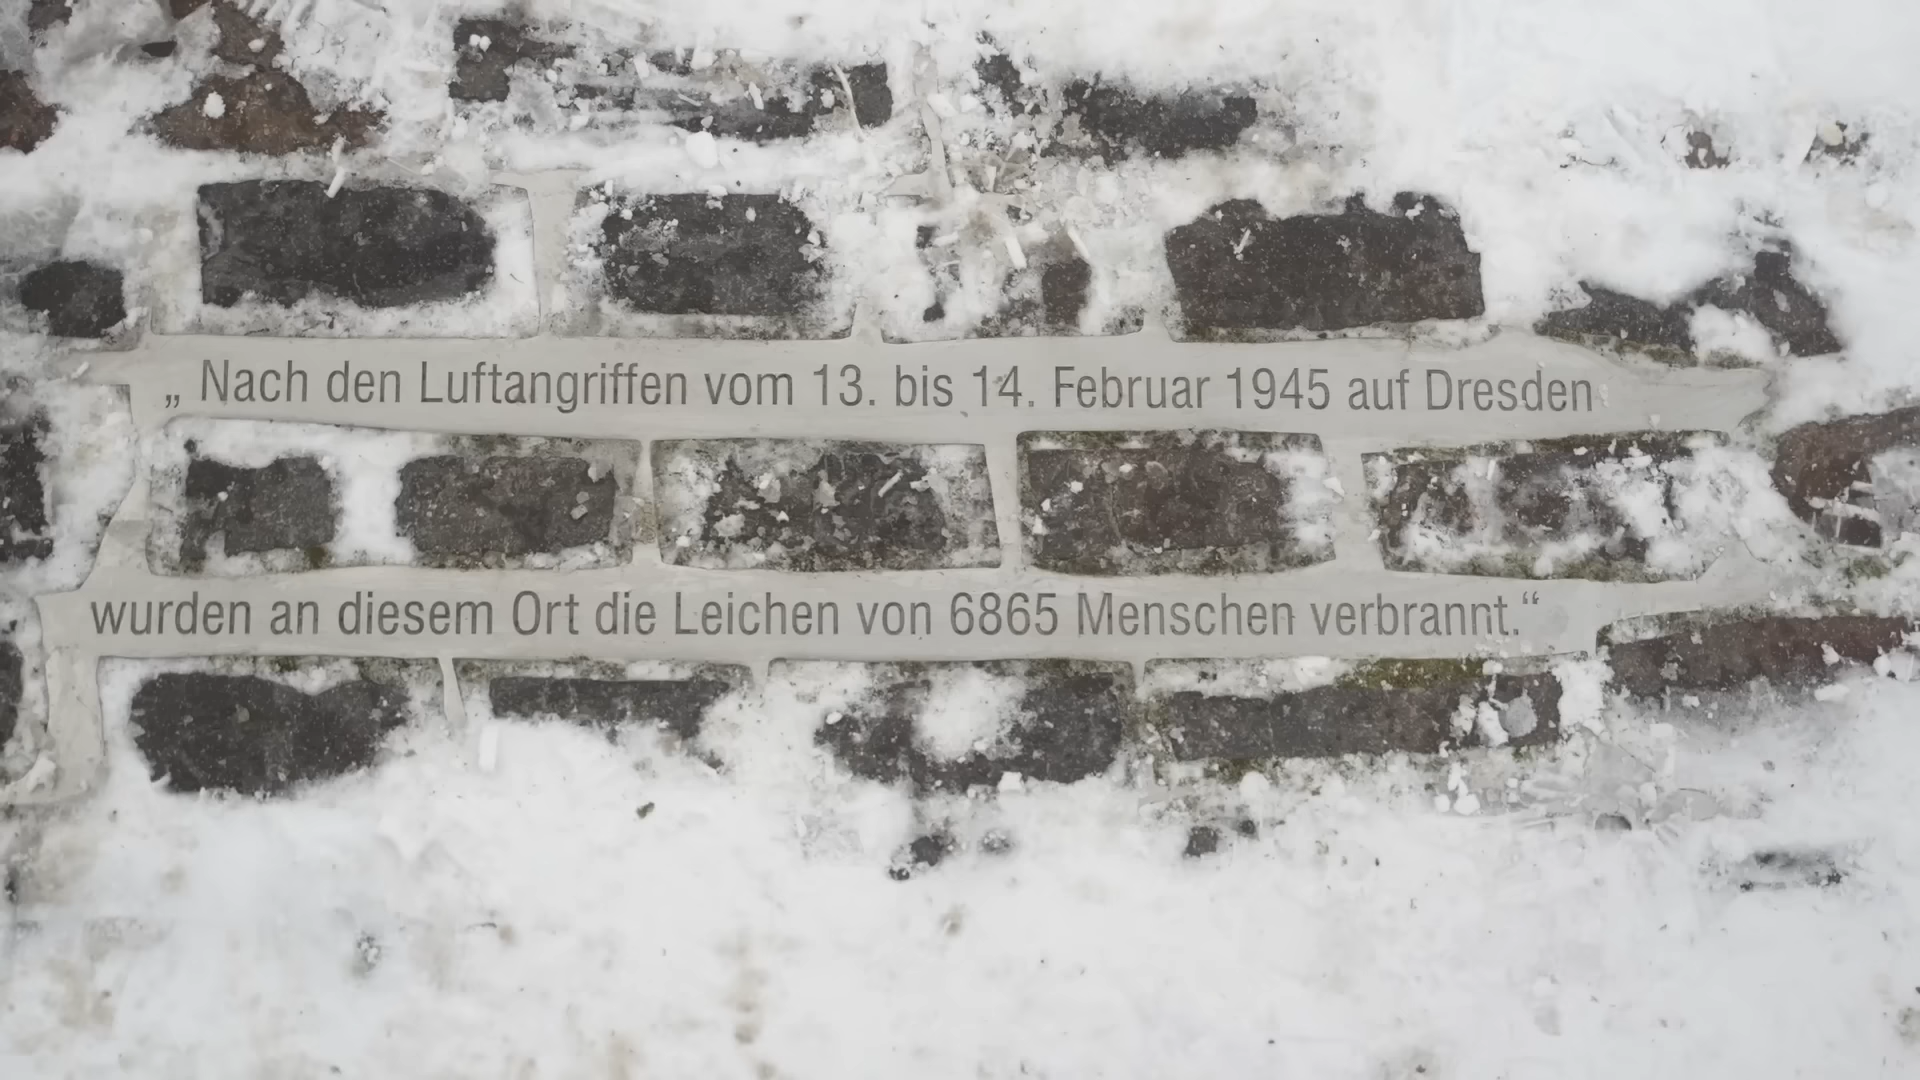 „ Nach den Luftangriffen vom 13. bis 14. Februar 1945 auf Dresden
wurden an diesem Ort die Leichen von 6865 Menschen verbrannt.“